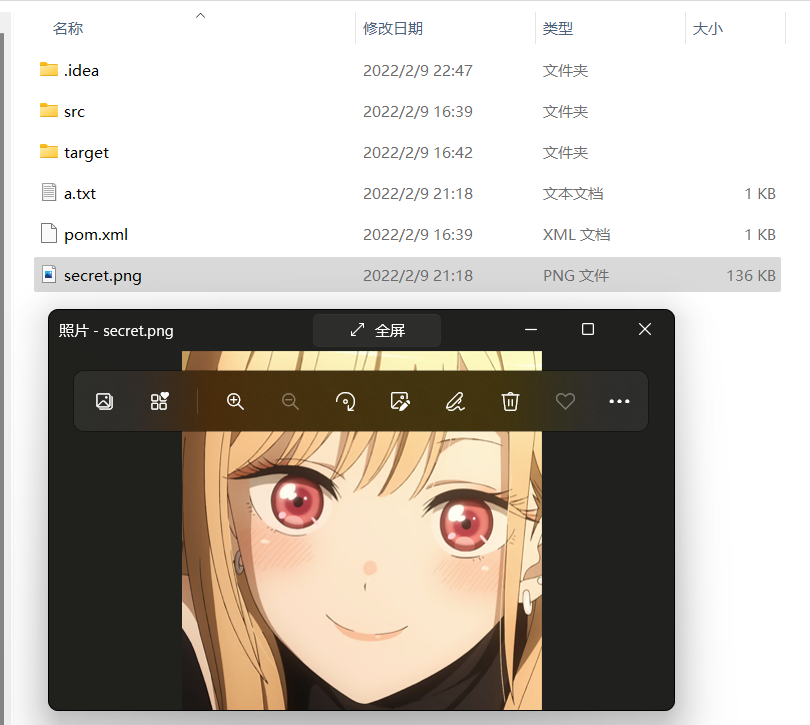 名称 修改日期 类型 大小
.idea 2022/2/9 22:47 文件夹
src 2022/2/9 16:39 文件夹
target 2022/2/9 16:42 文件夹
a.txt 2022/2/9 21:18 文本文档 1 KB
pom.xml 2022/2/9 16:39 XML 文档 1 KB
secret.png 2022/2/9 21:18 PNG 文件 136 KB
照片 - secret.png 全屏